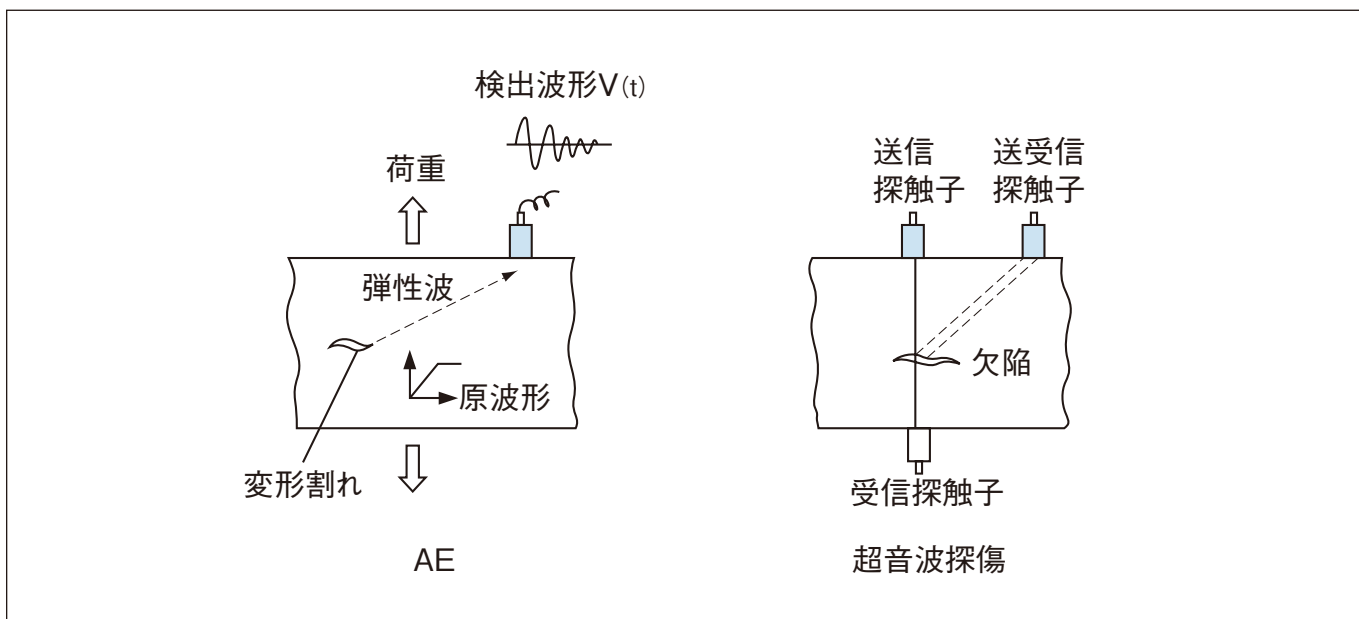 検出波形V(t)
荷重
弾性波
原波形
変形割れ
AE
送信
探触子
送受信
探触子
欠陥
受信探触子
超音波探傷